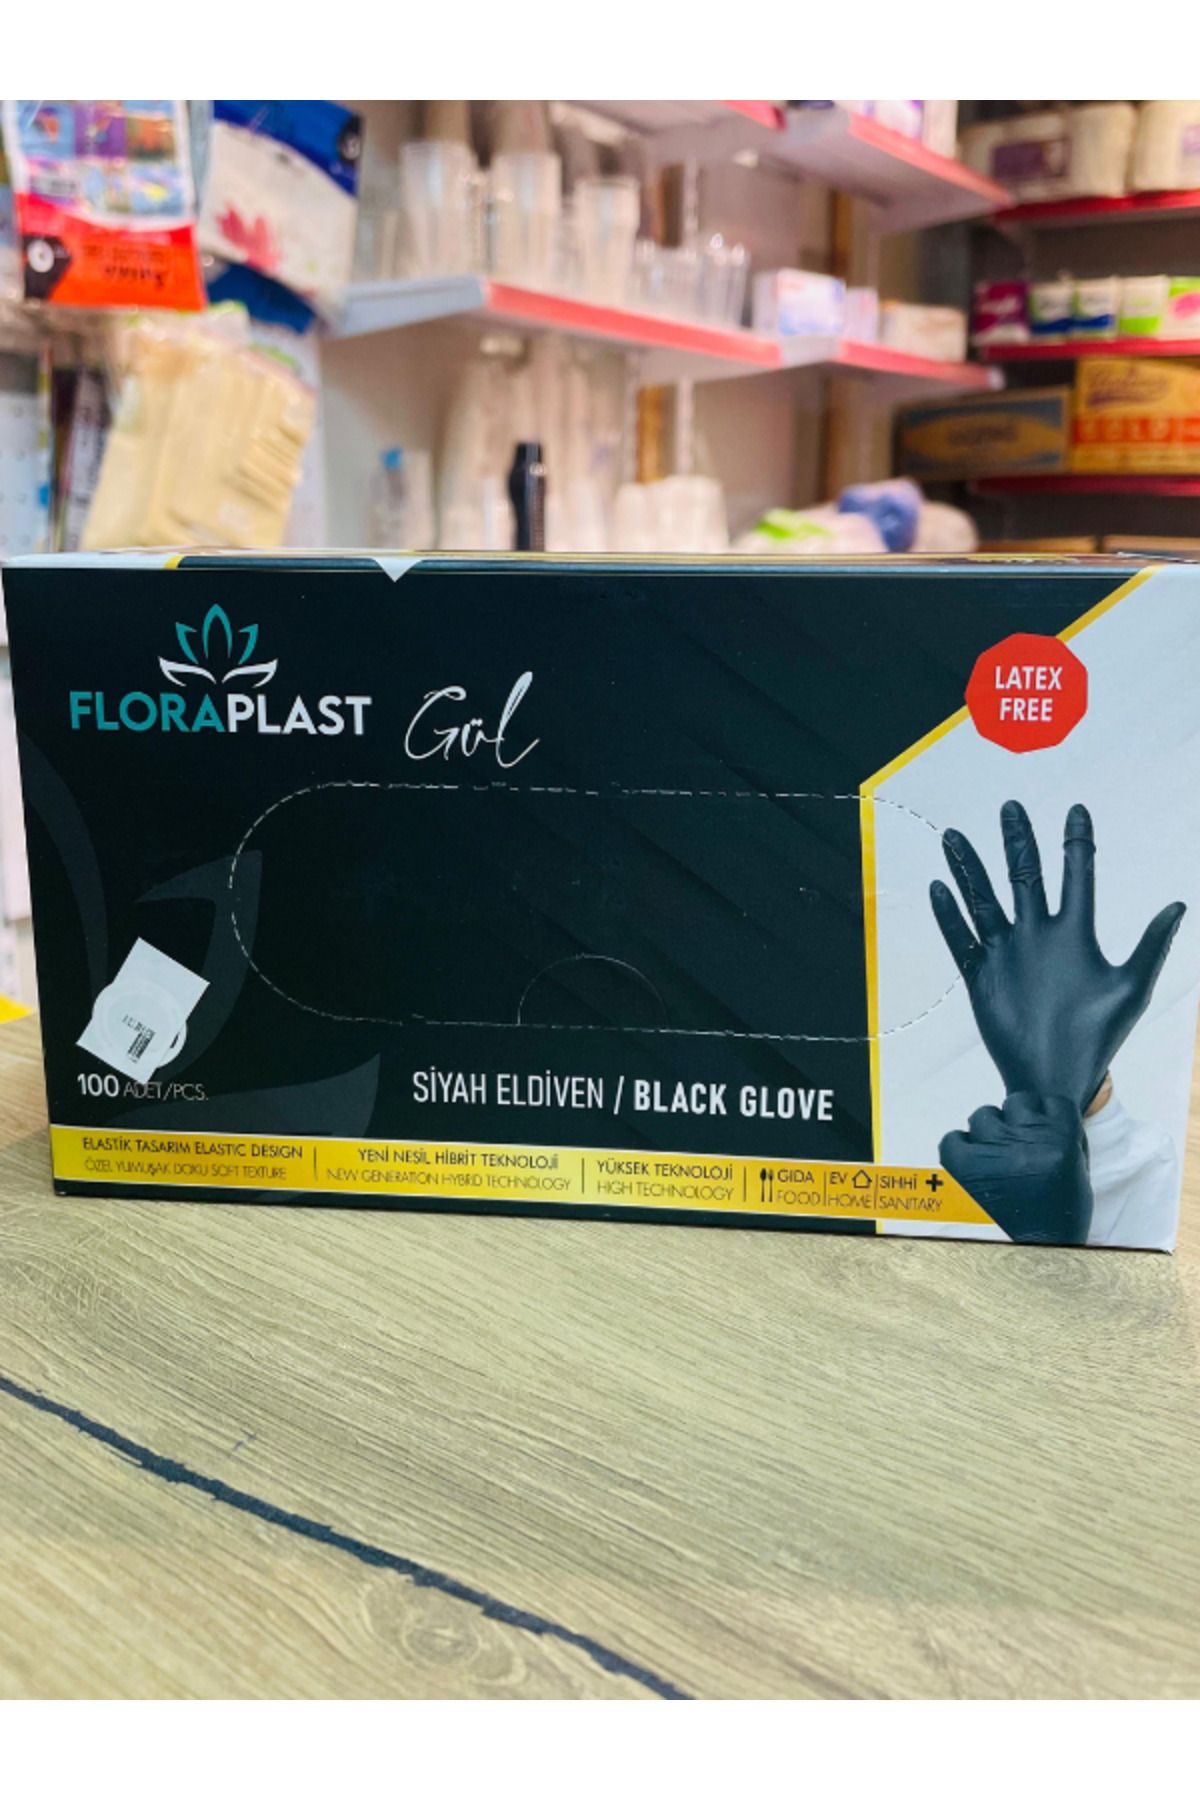 FLORAPLAST Gül
LATEX
FREE
100 ADET/PCS.
SİYAH ELDİVEN / BLACK GLOVE
ELASTİK TASARIM ELASTIC DESIGN
ÖZEL YUMUŞAK DOKU SOFT TEXTURE
YENİ NESİL HİBRİT TEKNOLOJİ
NEW GENERATION HYBRID TECHNOLOGY
YÜKSEK TEKNOLOJİ
HIGH TECHNOLOGY
GIDA
FOOD
EV
HOME
SIHHİ
SANITARY